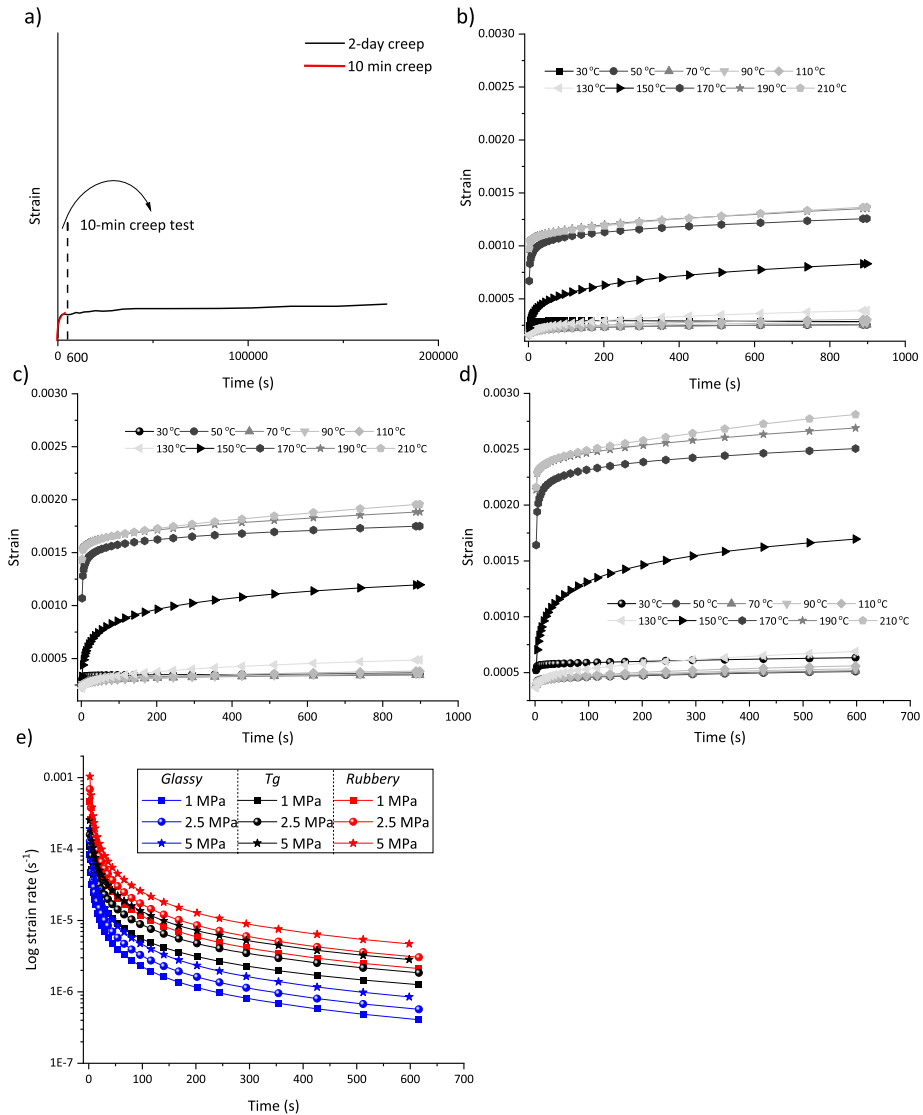 a)
2-day creep
10 min creep
10-min creep test
Strain
0 600 100000 200000
Time (s)
b)
0.0030
0.0025
0.0020
0.0015
0.0010
0.0005
30 °C 50 °C 70 °C 90 °C 110 °C
130 °C 150 °C 170 °C 190 °C 210 °C
0 200 400 600 800 1000
Time (s)
c)
0.0030
0.0025
0.0020
0.0015
0.0010
0.0005
Strain
30 °C 50 °C 70 °C 90 °C 110 °C
130 °C 150 °C 170 °C 190 °C 210 °C
0 200 400 600 800 1000
Time (s)
d)
0.0030
0.0025
0.0020
0.0015
0.0010
0.0005
30 °C 50 °C 70 °C 90 °C 110 °C
130 °C 150 °C 170 °C 190 °C 210 °C
0 100 200 300 400 500 600 700
Time (s)
e)
0.001
1E-4
1E-5
1E-6
1E-7
Log strain rate (s⁻¹)
Glassy Tg Rubbery
1 MPa 1 MPa 1 MPa
2.5 MPa 2.5 MPa 2.5 MPa
5 MPa 5 MPa 5 MPa
0 100 200 300 400 500 600 700
Time (s)